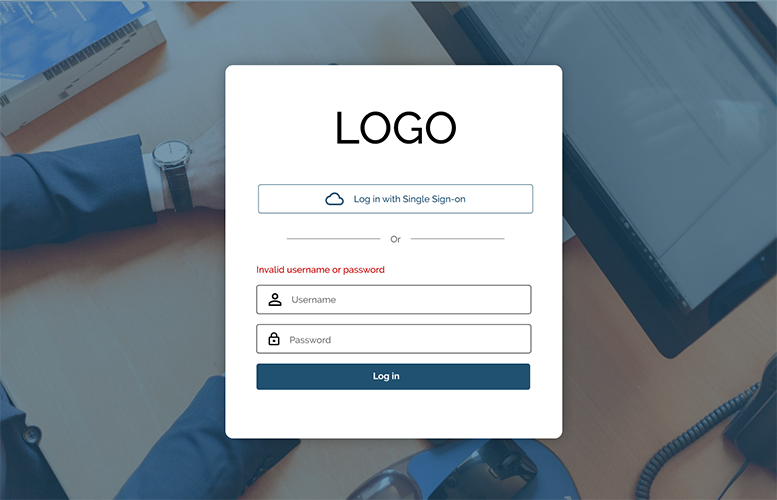 LOGO
Log in with Single Sign-on
Or
Invalid username or password
Username
Password
Log in